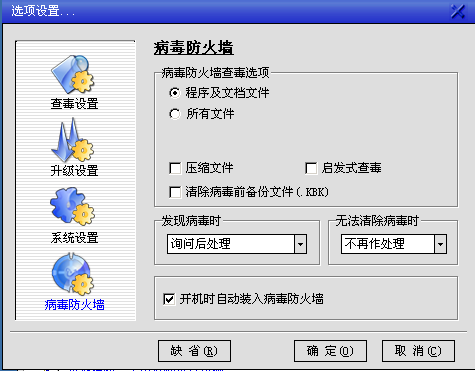 选项设置...
查毒设置
升级设置
系统设置
病毒防火墙
病毒防火墙
病毒防火墙查毒选项
程序及文档文件
所有文件
压缩文件
启发式查毒
清除病毒前备份文件(.KBK)
发现病毒时
询问后处理
无法清除病毒时
不再作处理
开机时自动装入病毒防火墙
缺 省(R)
确 定(O)
取 消(C)